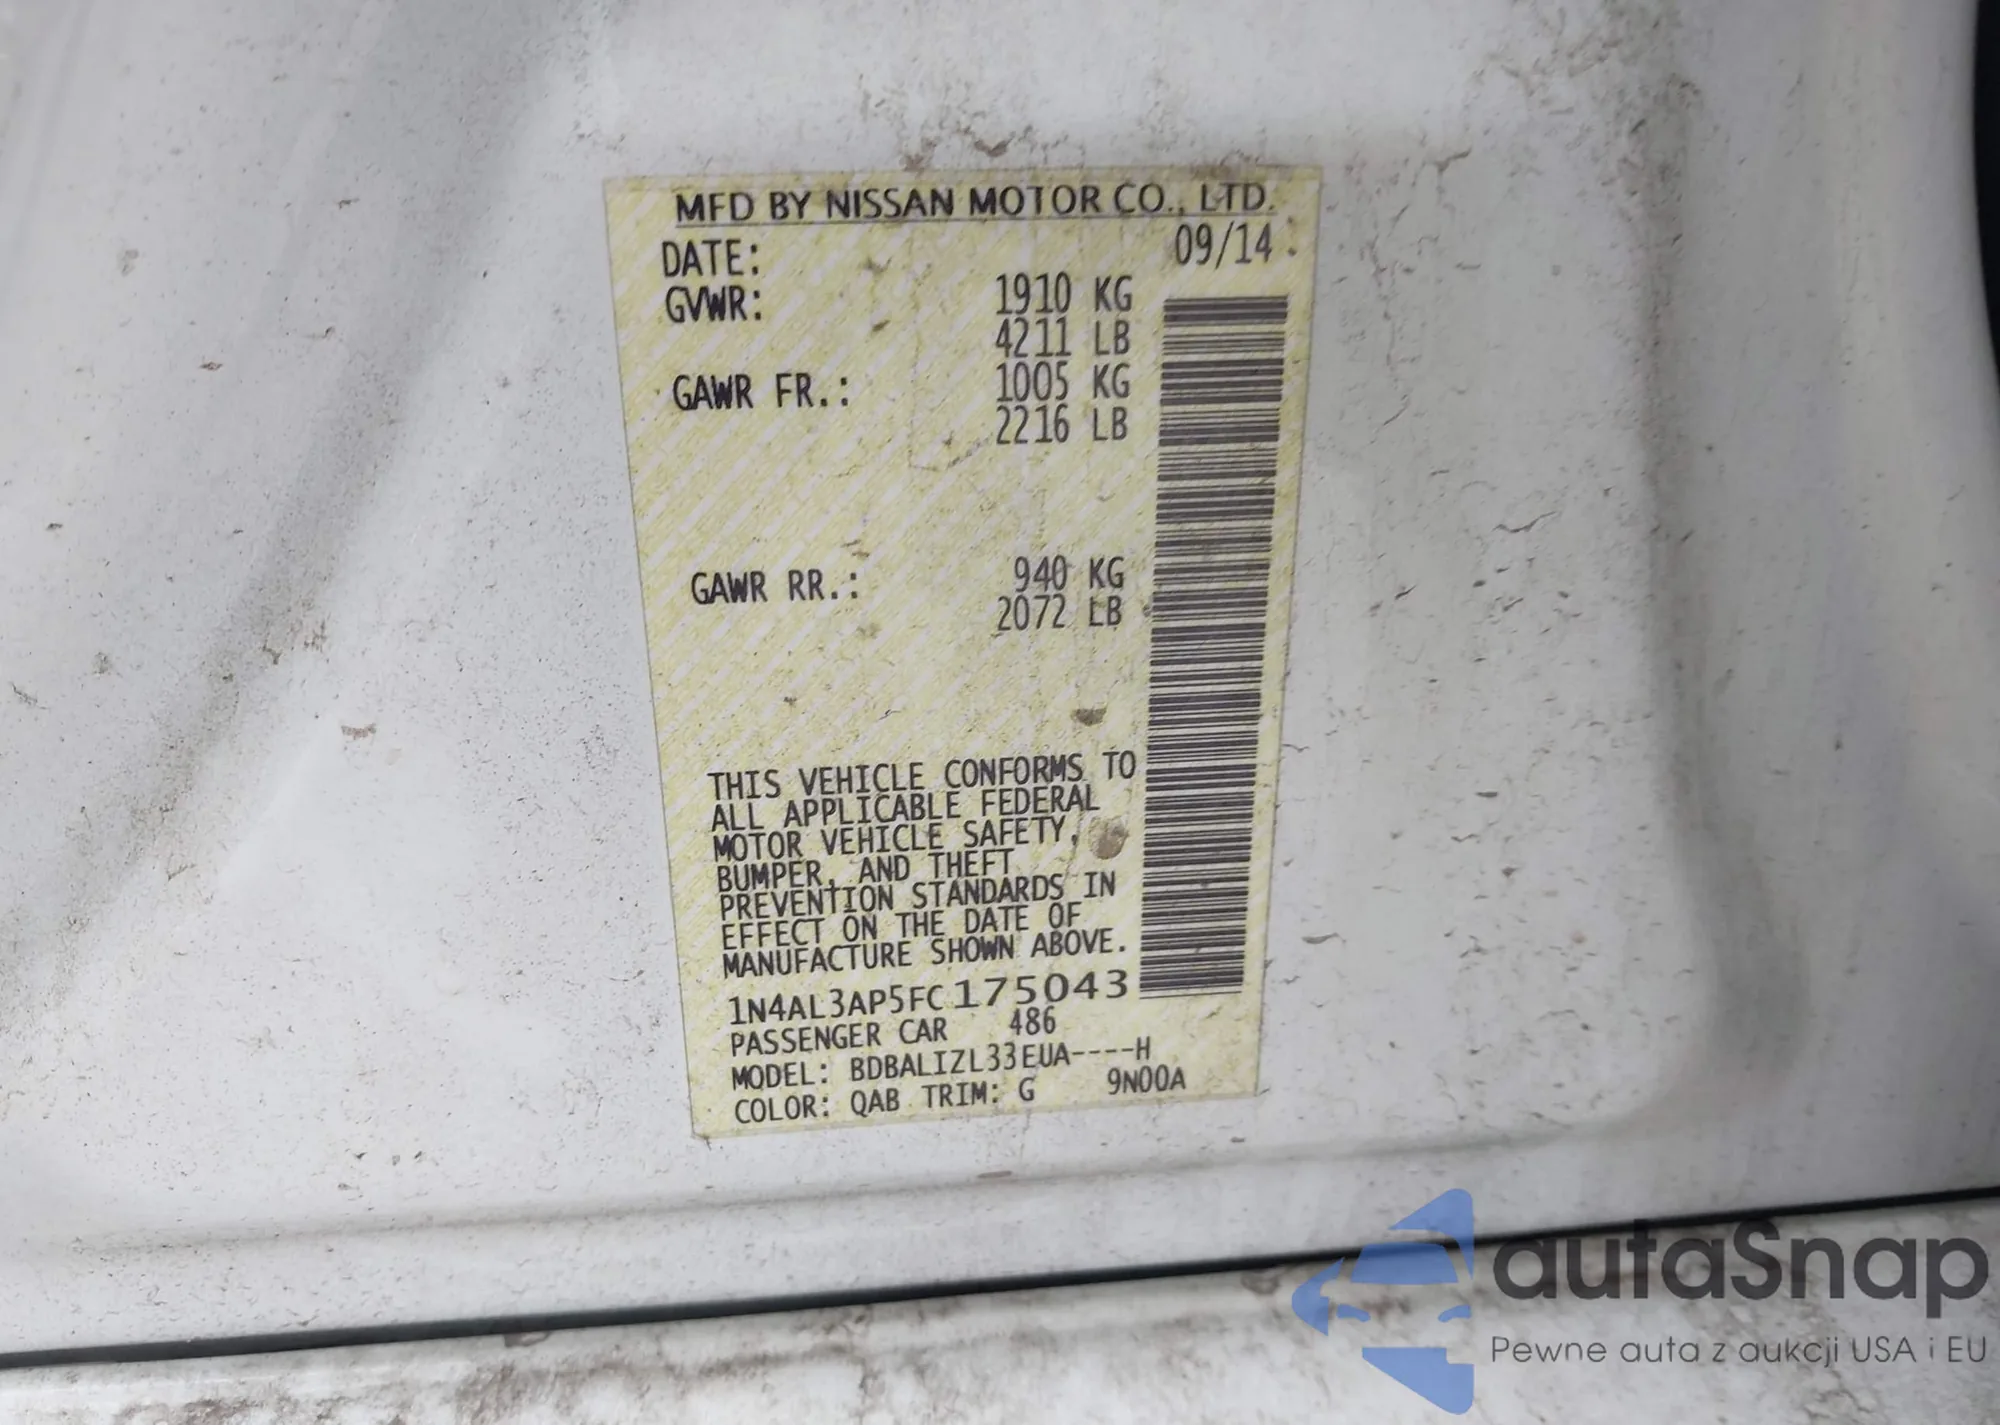 MFD BY NISSAN MOTOR CO., LTD.
DATE: 09/14
GVWR: 1910 KG
4211 LB
GAWR FR.: 1005 KG
2216 LB
GAWR RR.: 940 KG
2072 LB
THIS VEHICLE CONFORMS TO
ALL APPLICABLE FEDERAL
MOTOR VEHICLE SAFETY,
BUMPER, AND THEFT
PREVENTION STANDARDS IN
EFFECT ON THE DATE OF
MANUFACTURE SHOWN ABOVE.
1N4AL3AP5FC175043
PASSENGER CAR 486
MODEL: BDBALIZL33EUA----H
COLOR: QAB TRIM: G 9N00A
autaSnap
Pewne auta z aukcji USA i EU